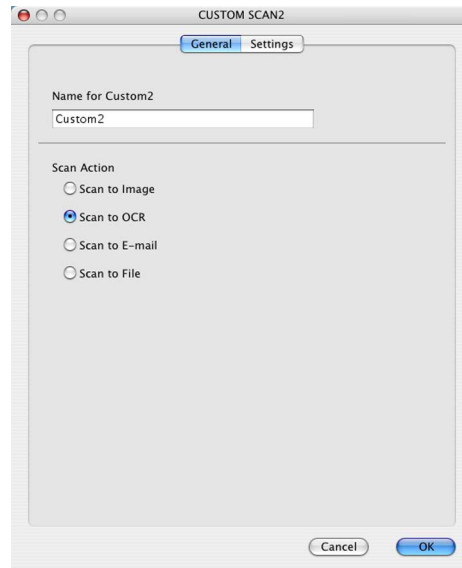 CUSTOM SCAN2
General Settings
Name for Custom2
Custom2
Scan Action
Scan to Image
Scan to OCR
Scan to E-mail
Scan to File
Cancel OK